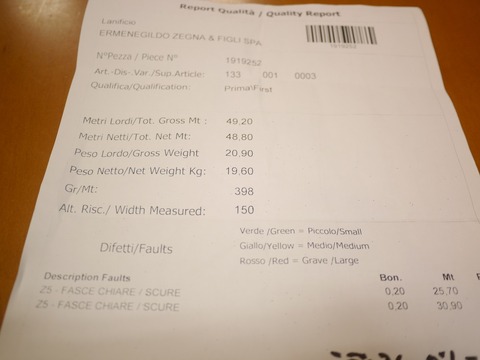 Report Qualità / Quality Report
Lanificio
ERMENEGILDO ZEGNA & FIGLI SPA
1919252
N°Pezza / Piece N° 1919252
Art.-Dis-.Var./Sup.Article: 133 001 0003
Qualifica/Qualification: Prima\First
Metri Lordi/Tot. Gross Mt : 49,20
Metri Netti/Tot. Net Mt: 48,80
Peso Lordo/Gross Weight 20,90
Peso Netto/Net Weight Kg: 19,60
Gr/Mt: 398
Alt. Risc./ Width Measured: 150
Verde /Green = Piccolo/Small
Difetti/Faults Giallo/Yellow = Medio/Medium
Rosso /Red = Grave /Large
Description Faults Bon. Mt
Z5 - FASCE CHIARE / SCURE 0,20 25,70
Z5 - FASCE CHIARE / SCURE 0,20 30,90